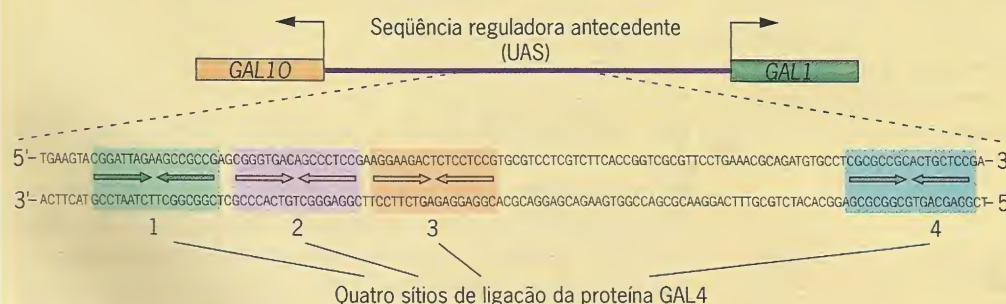 Seqüência reguladora antecedente
(UAS)
GAL10
GAL1
5'–TGAAGTACGGATTAGAAGCCGCCGAGCGGGTGACAGCCCTCCGAAGGAAGACTCTCCTCCGTGCGTCCTCGTCTTCACCGGTCGCGTTCCTGAAACGCAGATGTGCCTCGCGCCGCACTGCTCCGA–3'
3'–ACTTCATGCCTAATCTTCGGCGGCTCGCCCACTGTCGGGAGGCTTCCTTCTGAGAGGAGGCACGCAGGAGCAGAAGTGGCCAGCGCAAGGACTTTGCGTCTACACGGAGCGCGGCGTGACGAGGCT–5'
1 2 3 4
Quatro sítios de ligação da proteína GAL4